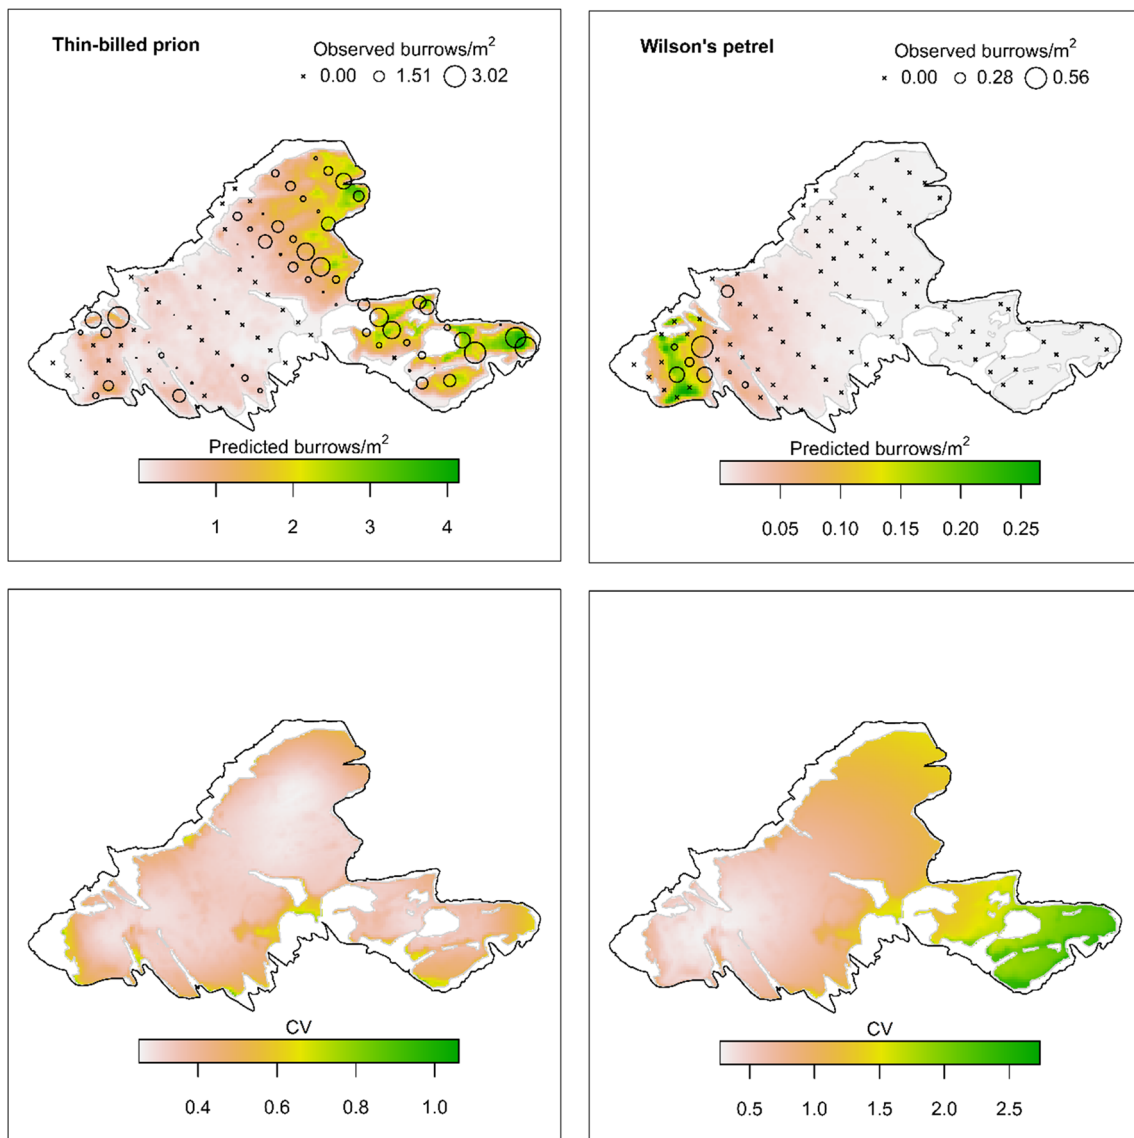 Thin-billed prion
Observed burrows/m²
× 0.00 ○ 1.51 ○ 3.02
Predicted burrows/m²
1 2 3 4
Wilson's petrel
Observed burrows/m²
× 0.00 ○ 0.28 ○ 0.56
Predicted burrows/m²
0.05 0.10 0.15 0.20 0.25
CV
0.4 0.6 0.8 1.0
CV
0.5 1.0 1.5 2.0 2.5